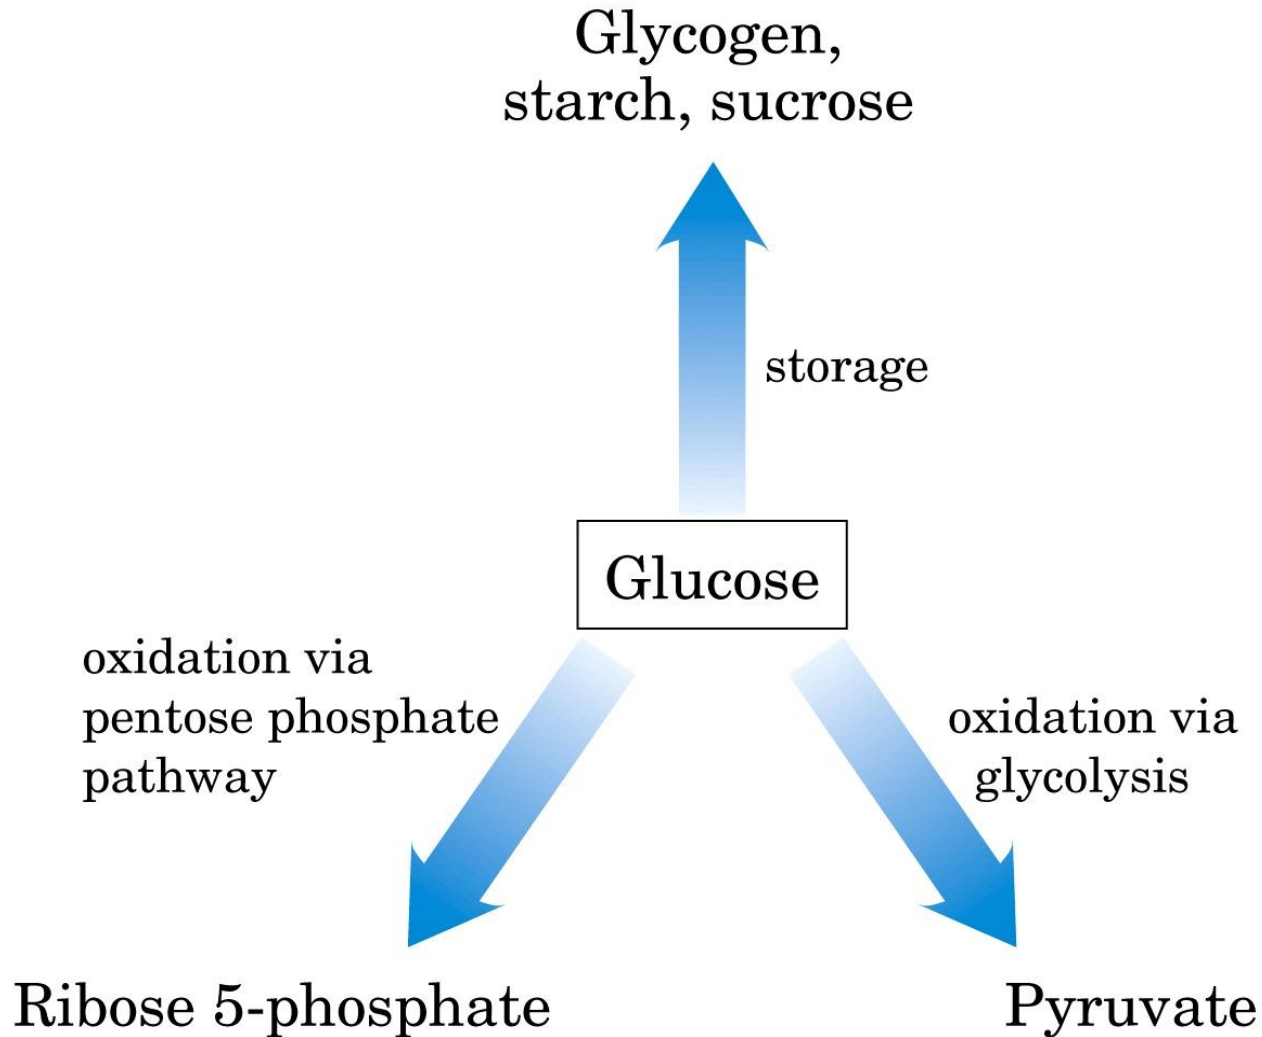 Glycogen,
starch, sucrose
storage
Glucose
oxidation via
pentose phosphate
pathway
oxidation via
glycolysis
Ribose 5-phosphate
Pyruvate